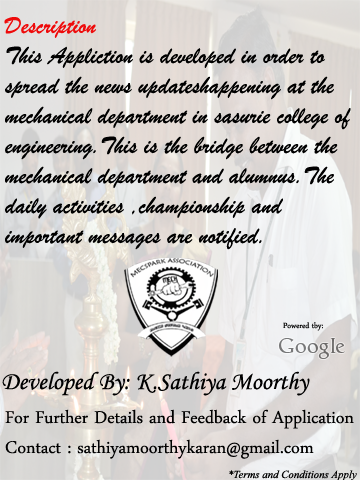 Description
This Appliction is developed in order to
spread the news updateshappening at the
mechanical department in sasurie college of
engineering. This is the bridge between the
mechanical department and alumnus. The
daily activities ,championship and
important messages are notified.
MECSPARK ASSOCIATION
MECH
Powered tby:
Google
Developed By: K.Sathiya Moorthy
For Further Details and Feedback of Application
Contact : sathiyamoorthykaran@gmail.com
*Terms and Conditions Apply